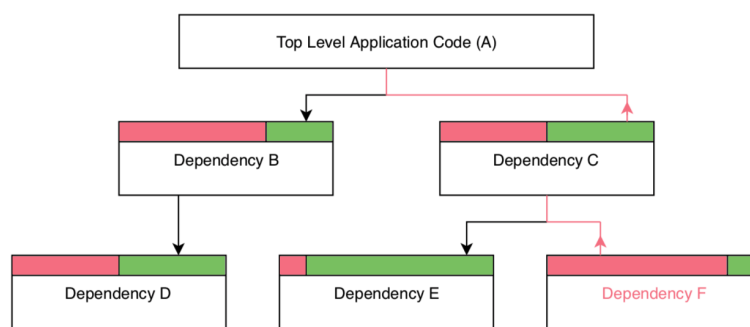 Top Level Application Code (A)
Dependency B
Dependency C
Dependency D
Dependency E
Dependency F